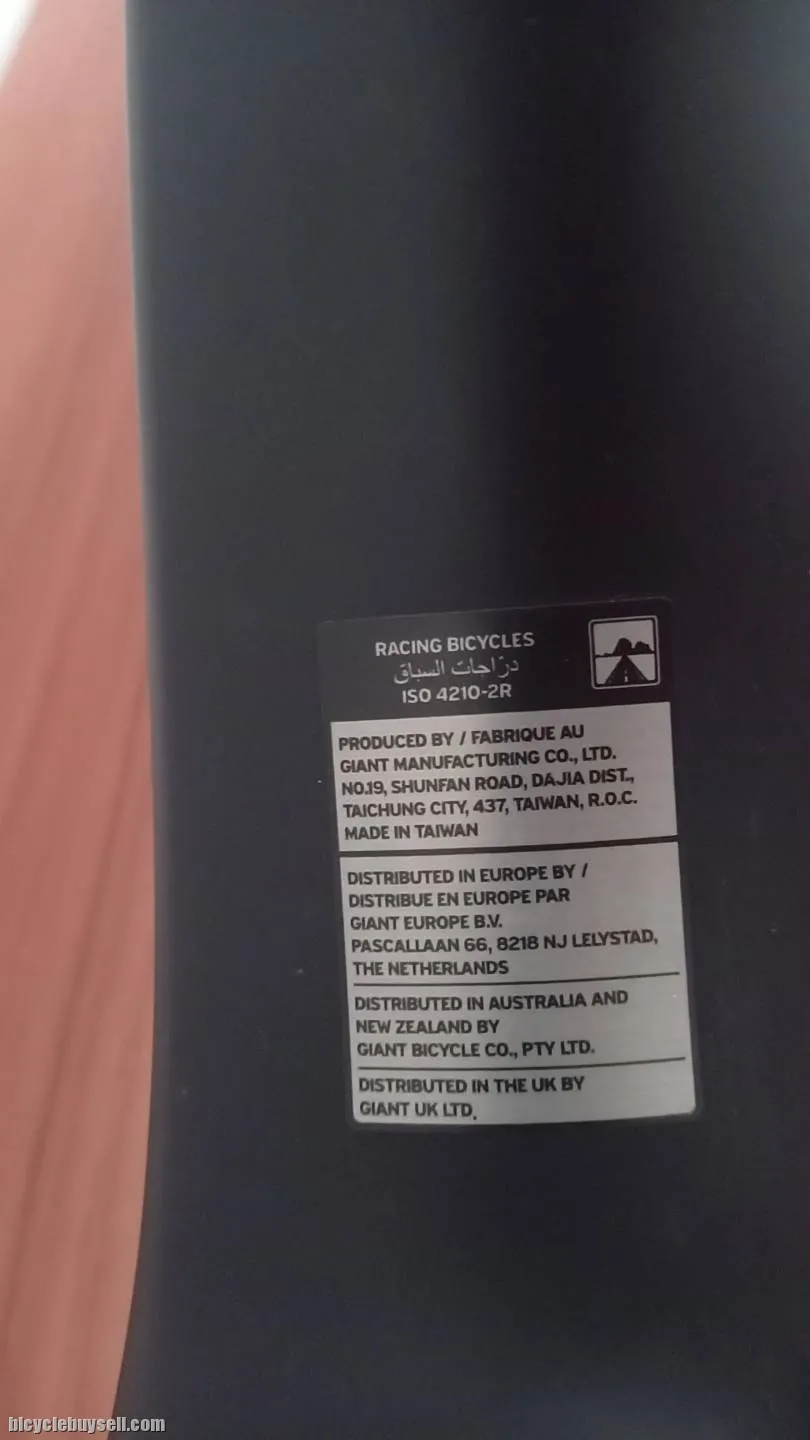 RACING BICYCLES
دراجات السباق
ISO 4210-2R
PRODUCED BY / FABRIQUE AU
GIANT MANUFACTURING CO., LTD.
NO.19, SHUNFAN ROAD, DAJIA DIST.,
TAICHUNG CITY, 437, TAIWAN, R.O.C.
MADE IN TAIWAN
DISTRIBUTED IN EUROPE BY /
DISTRIBUE EN EUROPE PAR
GIANT EUROPE B.V.
PASCALLAAN 66, 8218 NJ LELYSTAD,
THE NETHERLANDS
DISTRIBUTED IN AUSTRALIA AND
NEW ZEALAND BY
GIANT BICYCLE CO., PTY LTD.
DISTRIBUTED IN THE UK BY
GIANT UK LTD.
bicyclebuysell.com